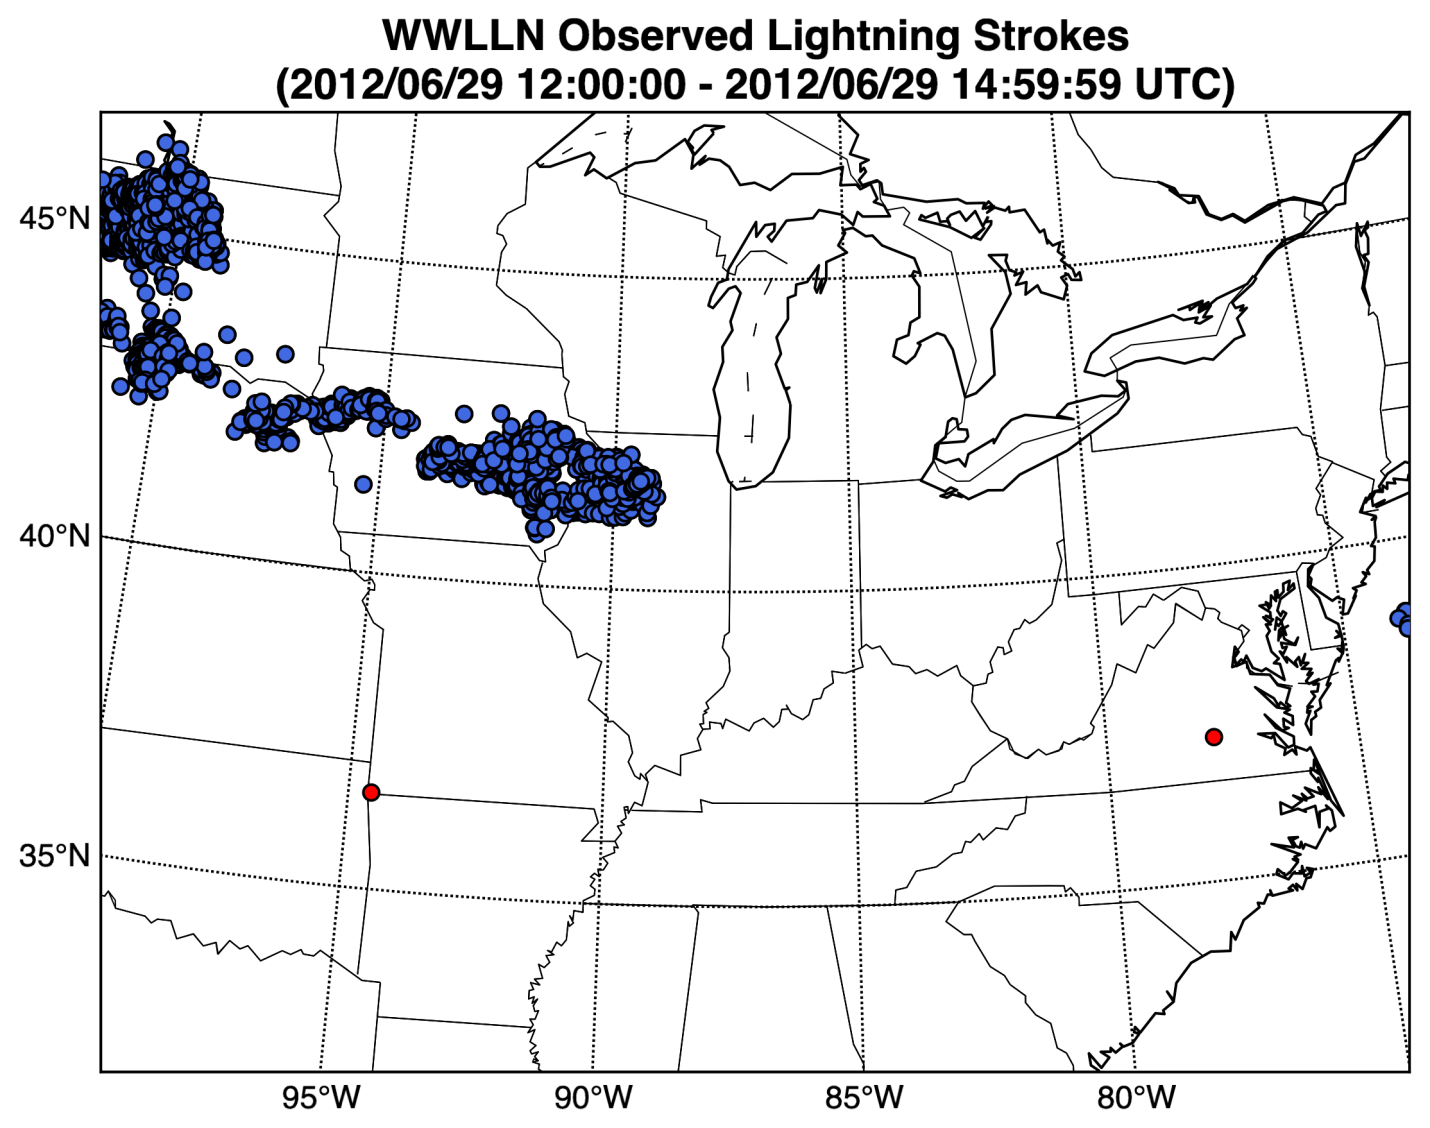 WWLLN Observed Lightning Strokes
(2012/06/29 12:00:00 - 2012/06/29 14:59:59 UTC)
45°N
40°N
35°N
95°W
90°W
85°W
80°W